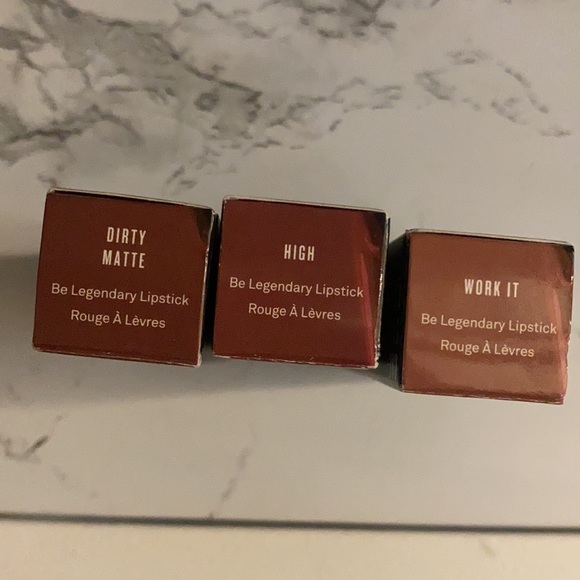 DIRTY
MATTE
Be Legendary Lipstick
Rouge À Lèvres
HIGH
Be Legendary Lipstick
Rouge À Lèvres
WORK IT
Be Legendary Lipstick
Rouge À Lèvres